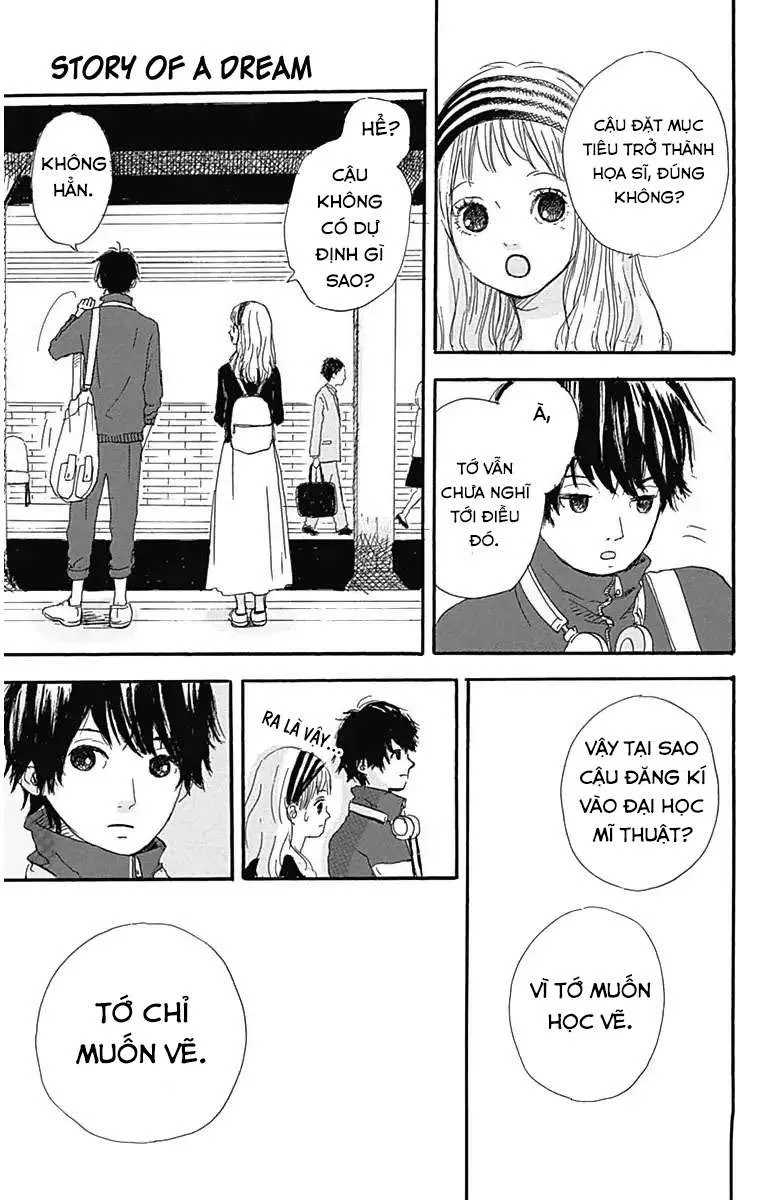 STORY OF A DREAM
CẬU ĐẶT MỤC
TIÊU TRỞ THÀNH
HỌA SĨ, ĐÚNG
KHÔNG?
À,
TỚ VẪN
CHƯA NGHĨ
TỚI ĐIỀU
ĐÓ.
HỂ?
CẬU
KHÔNG
CÓ DỰ
ĐỊNH GÌ
SAO?
KHÔNG
HẲN.
VẬY TẠI SAO
CẬU ĐĂNG KÍ
VÀO ĐẠI HỌC
MĨ THUẬT?
VÌ TỚ MUỐN
HỌC VẼ.
RA LÀ VẬY...
TỚ CHỈ
MUỐN VẼ.